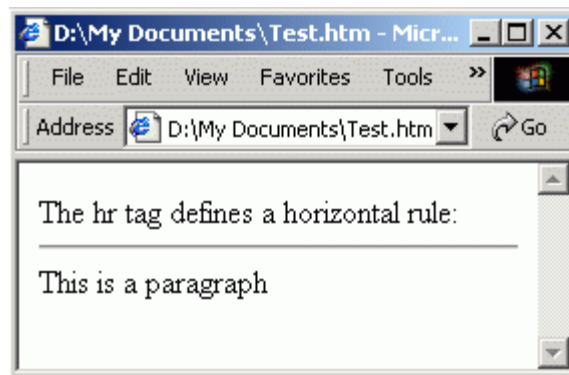 D:\My Documents\Test.htm - Micr...
File Edit View Favorites Tools »
Address D:\My Documents\Test.htm Go
The hr tag defines a horizontal rule:
This is a paragraph